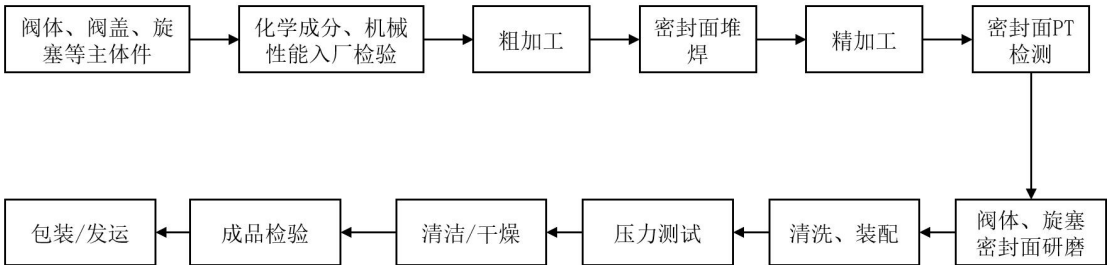 阀体、阀盖、旋
塞等主体件
化学成分、机械
性能入厂检验
粗加工
密封面堆
焊
精加工
密封面PT
检测
阀体、旋塞
密封面研磨
清洗、装配
压力测试
清洁/干燥
成品检验
包装/发运